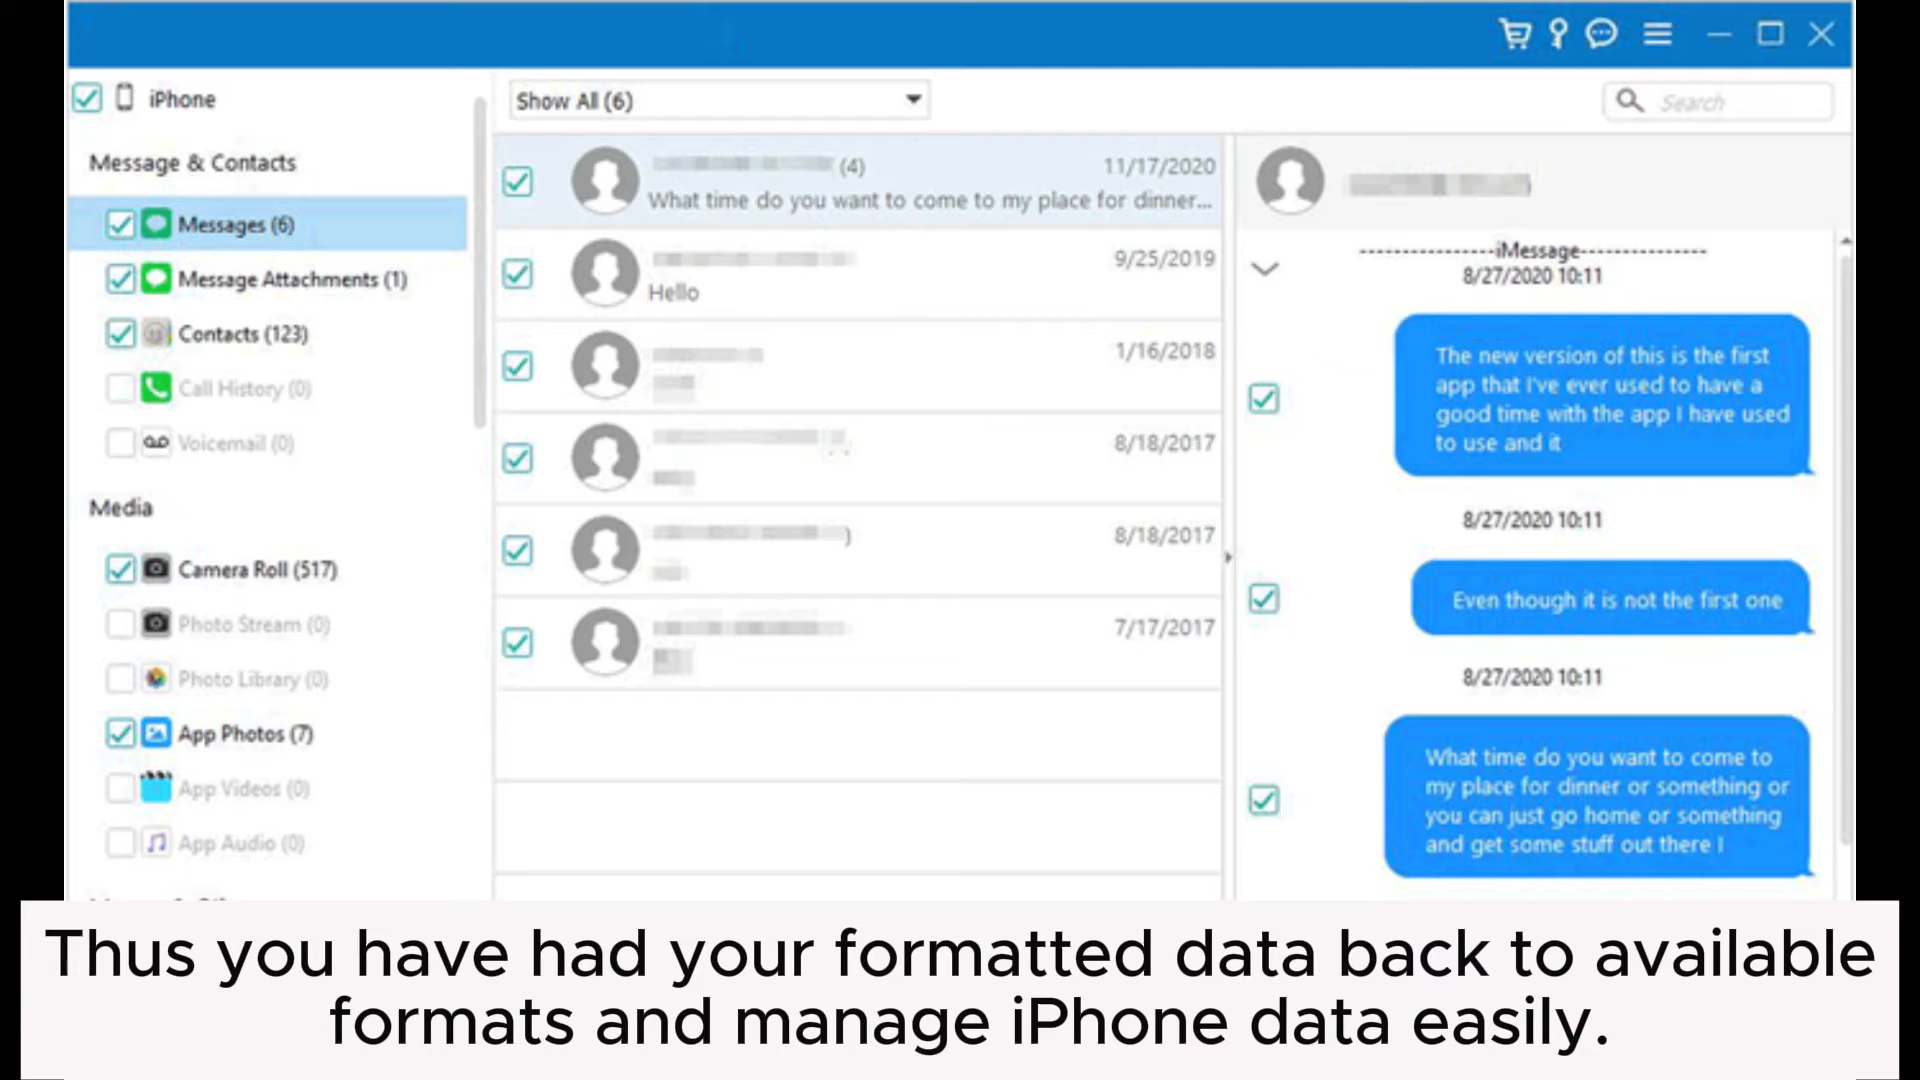 iPhone
Show All (6)
Search
Message & Contacts
Messages (6)
Message Attachments (1)
Contacts (123)
Call History (0)
Voicemail (0)
Media
Camera Roll (517)
Photo Stream (0)
Photo Library (0)
App Photos (7)
App Videos (0)
App Audio (0)
(4) 11/17/2020
What time do you want to come to my place for dinner...
9/25/2019
Hello
1/16/2018
8/18/2017
) 8/18/2017
7/17/2017
----------------iMessage---------------
8/27/2020 10:11
The new version of this is the first
app that I've ever used to have a
good time with the app I have used
to use and it
8/27/2020 10:11
Even though it is not the first one
8/27/2020 10:11
What time do you want to come to
my place for dinner or something or
you can just go home or something
and get some stuff out there I
Thus you have had your formatted data back to available
formats and manage iPhone data easily.